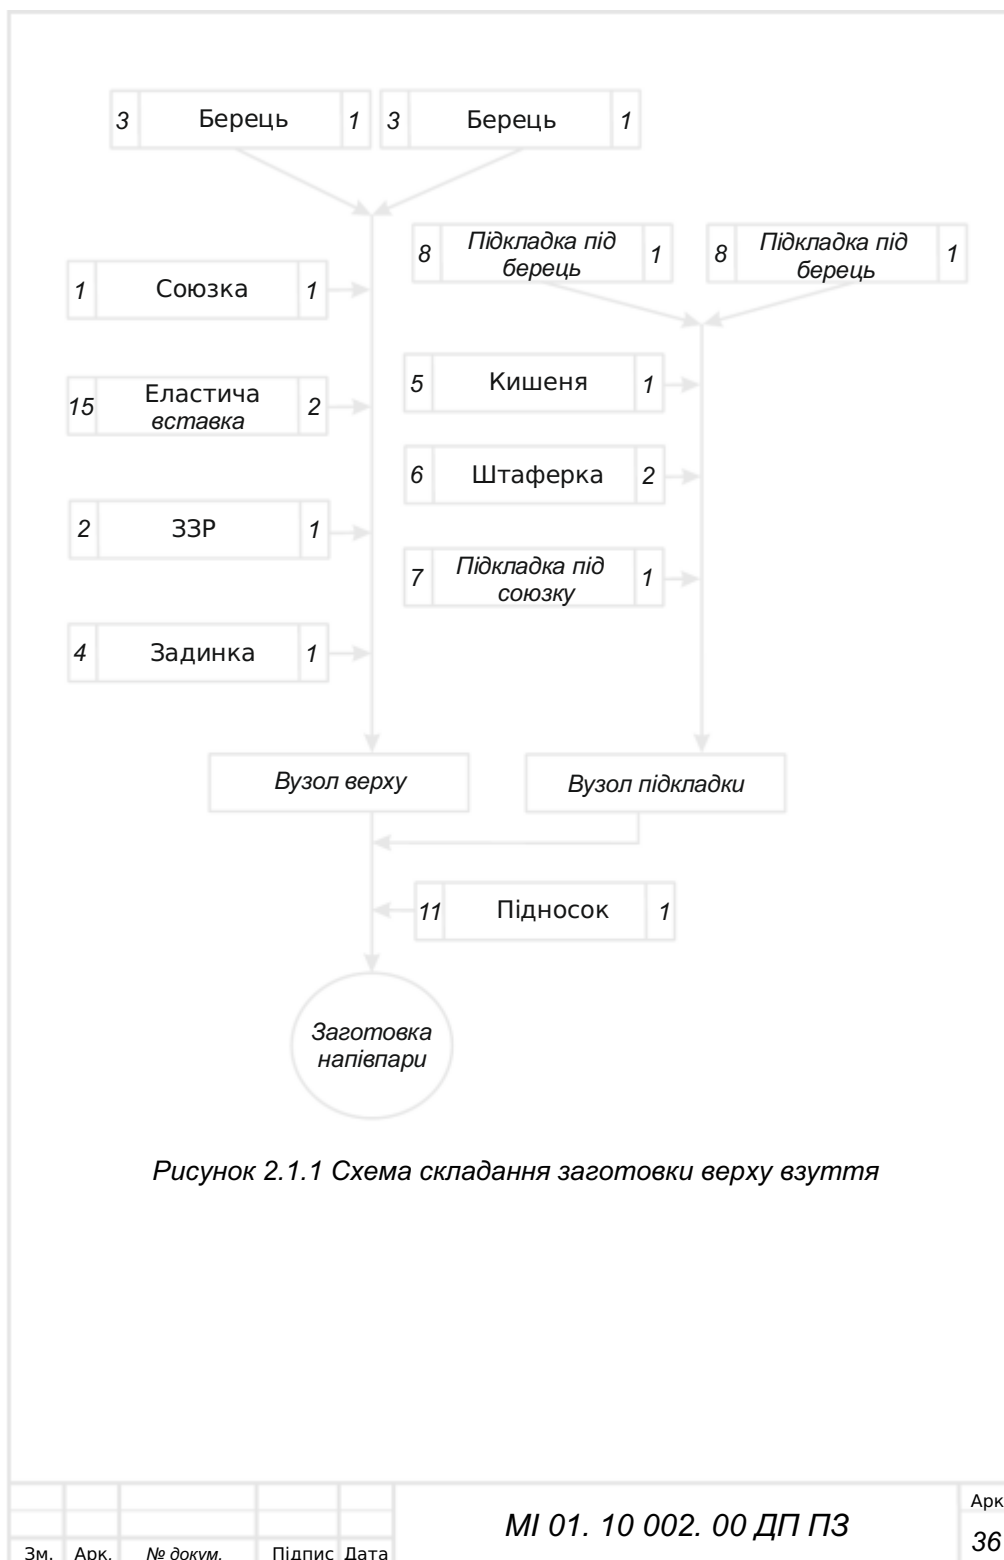 3 Берець 1 3 Берець 1
8 Підкладка під берець 1 8 Підкладка під берець 1
1 Союзка 1
5 Кишеня 1
15 Еластича вставка 2
6 Штаферка 2
2 ЗЗР 1
7 Підкладка під союзку 1
4 Задинка 1
Вузол верху Вузол підкладки
11 Підносок 1
Заготовка
напівпари
Рисунок 2.1.1 Схема складання заготовки верху взуття
МІ 01. 10 002. 00 ДП ПЗ
Арк
36
Зм. Арк. № докум. Підпис Дата